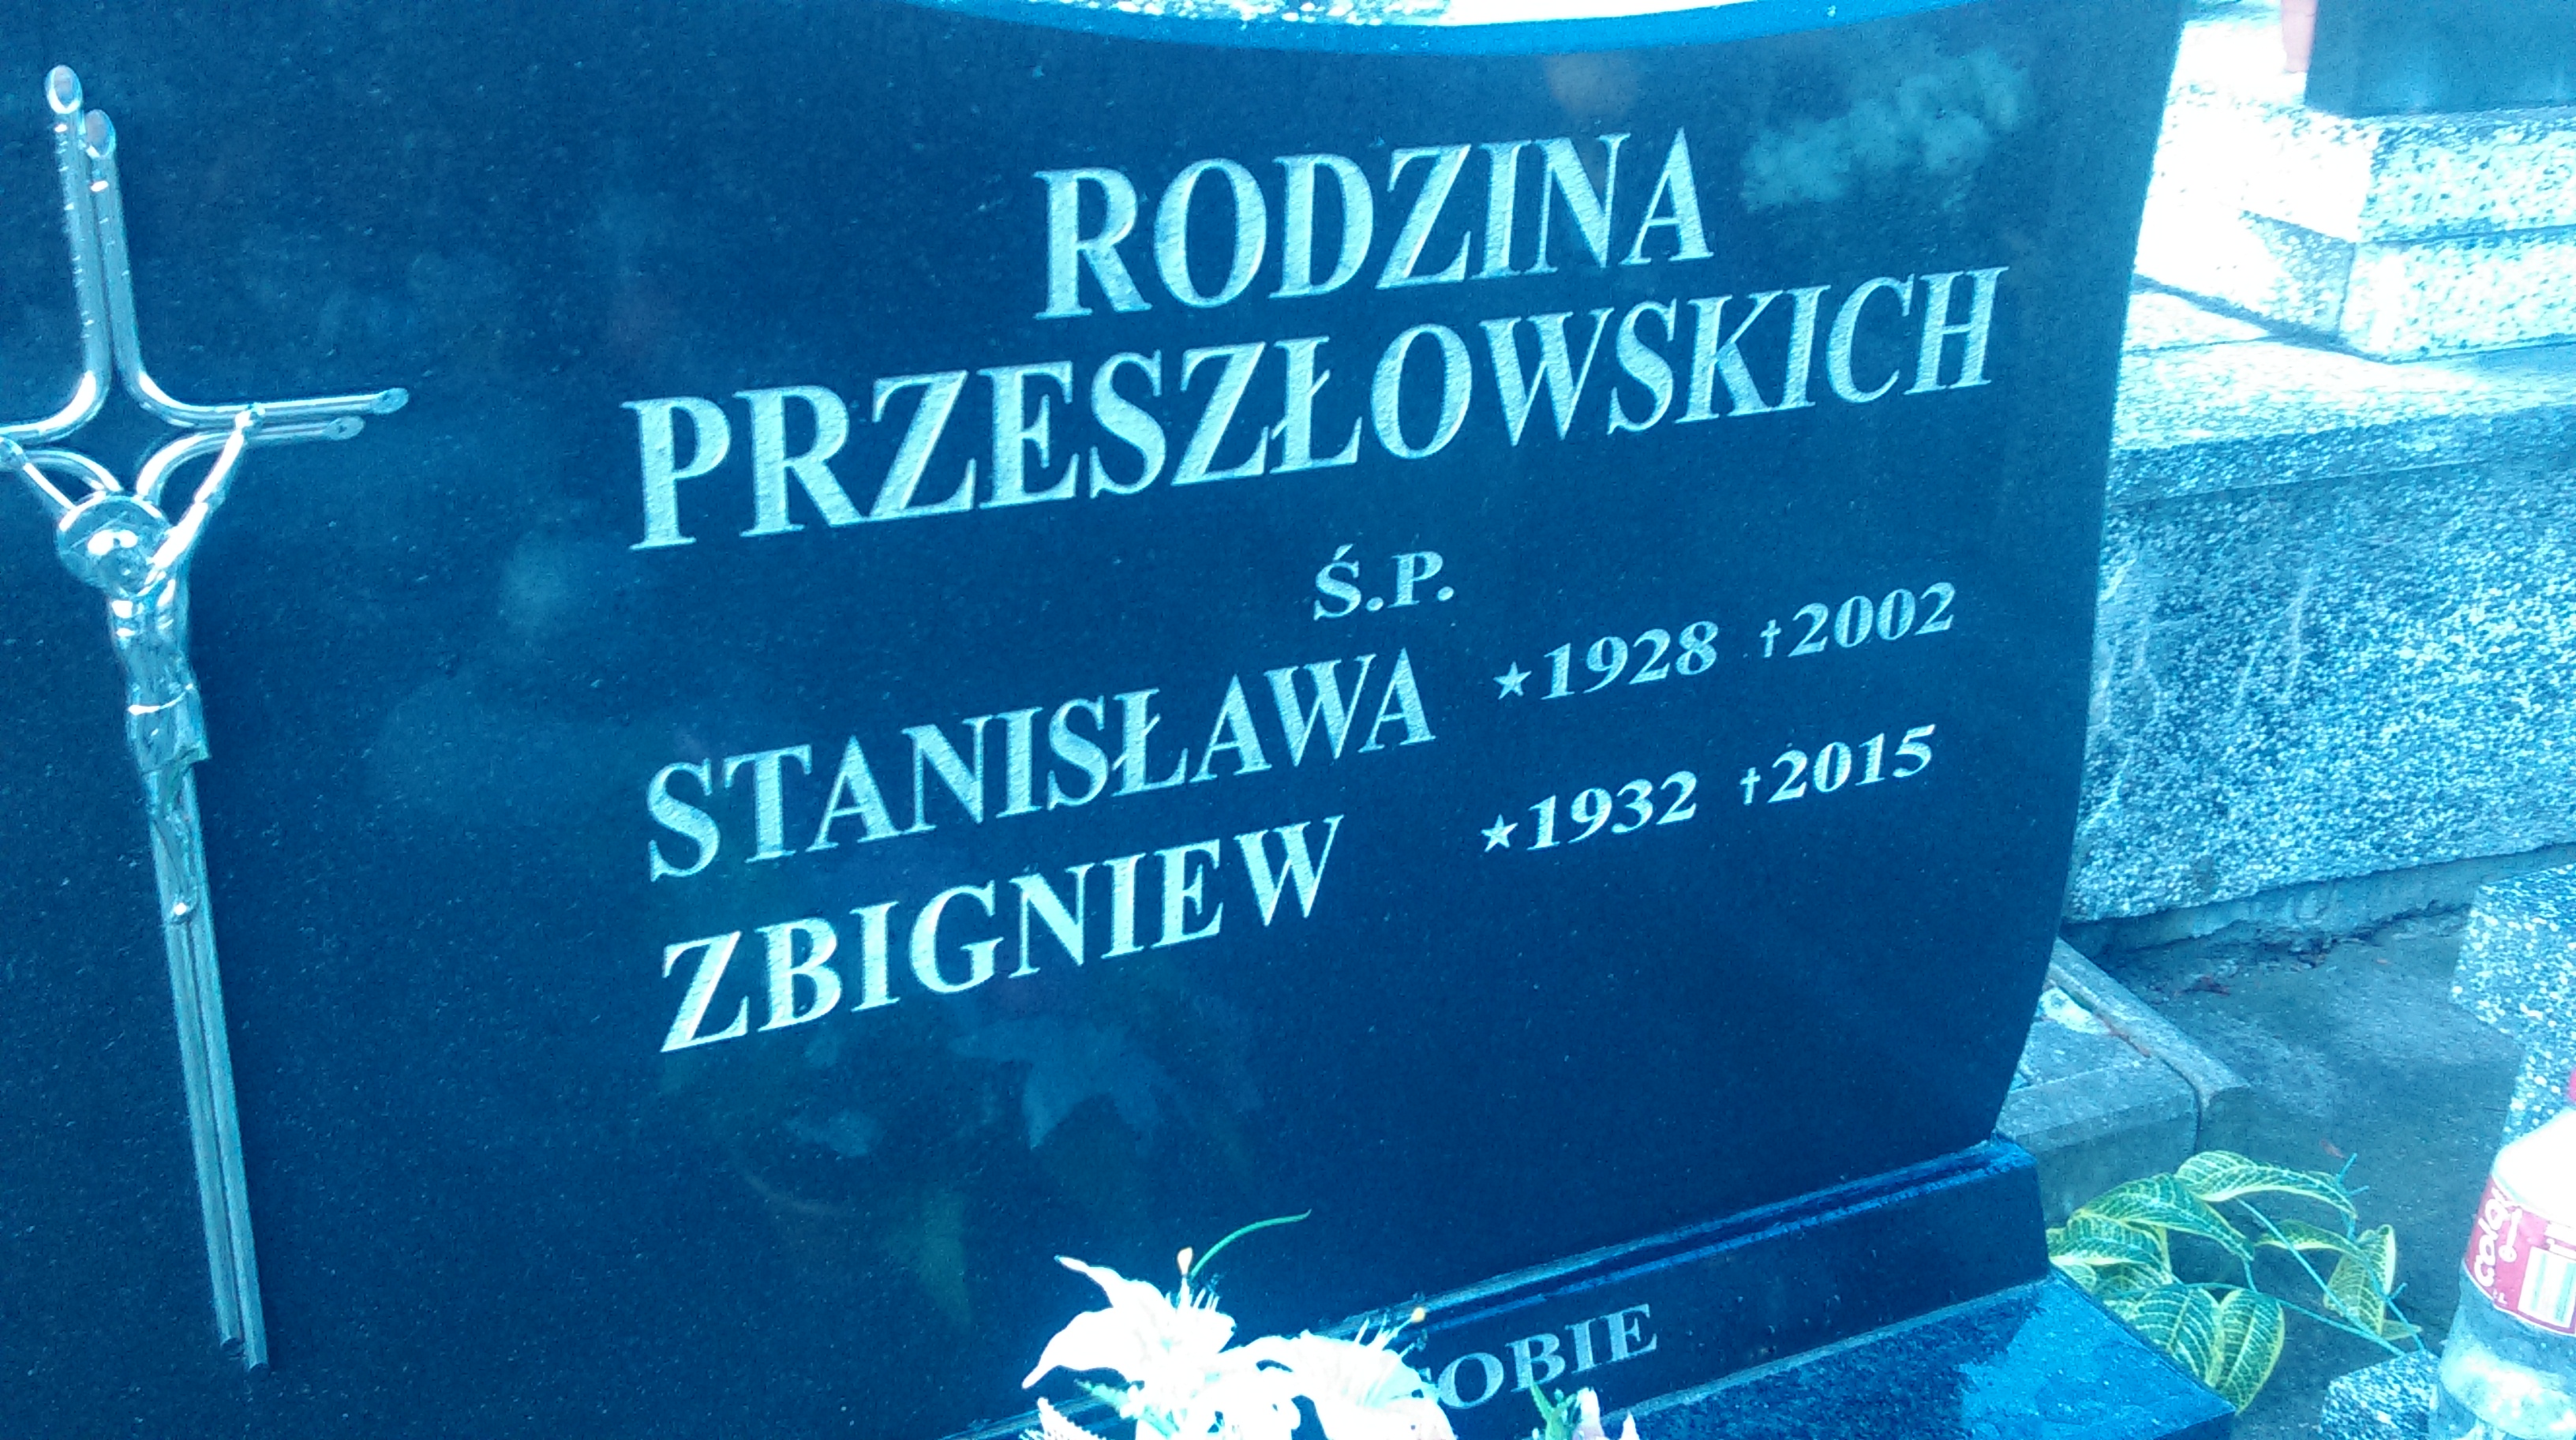 RODZINA
PRZESZŁOWSKICH
Ś.P.
STANISŁAWA ★1928 †2002
ZBIGNIEW ★1932 †2015